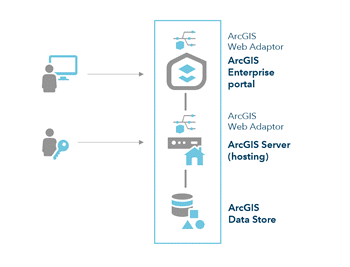 ArcGIS
Web Adaptor
ArcGIS
Enterprise
portal
ArcGIS
Web Adaptor
ArcGIS Server
(hosting)
ArcGIS
Data Store